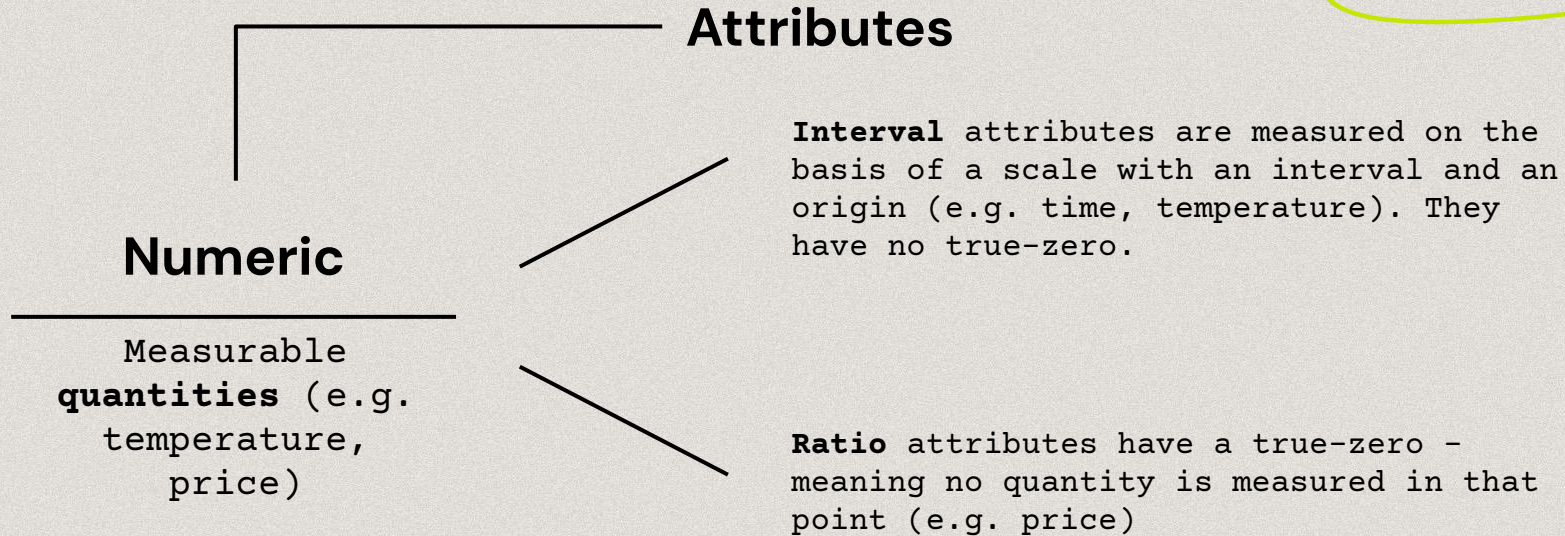 Attributes
Interval attributes are measured on the
basis of a scale with an interval and an
origin (e.g. time, temperature). They
have no true-zero.
Numeric
Measurable
quantities (e.g.
temperature,
price)
Ratio attributes have a true-zero –
meaning no quantity is measured in that
point (e.g. price)